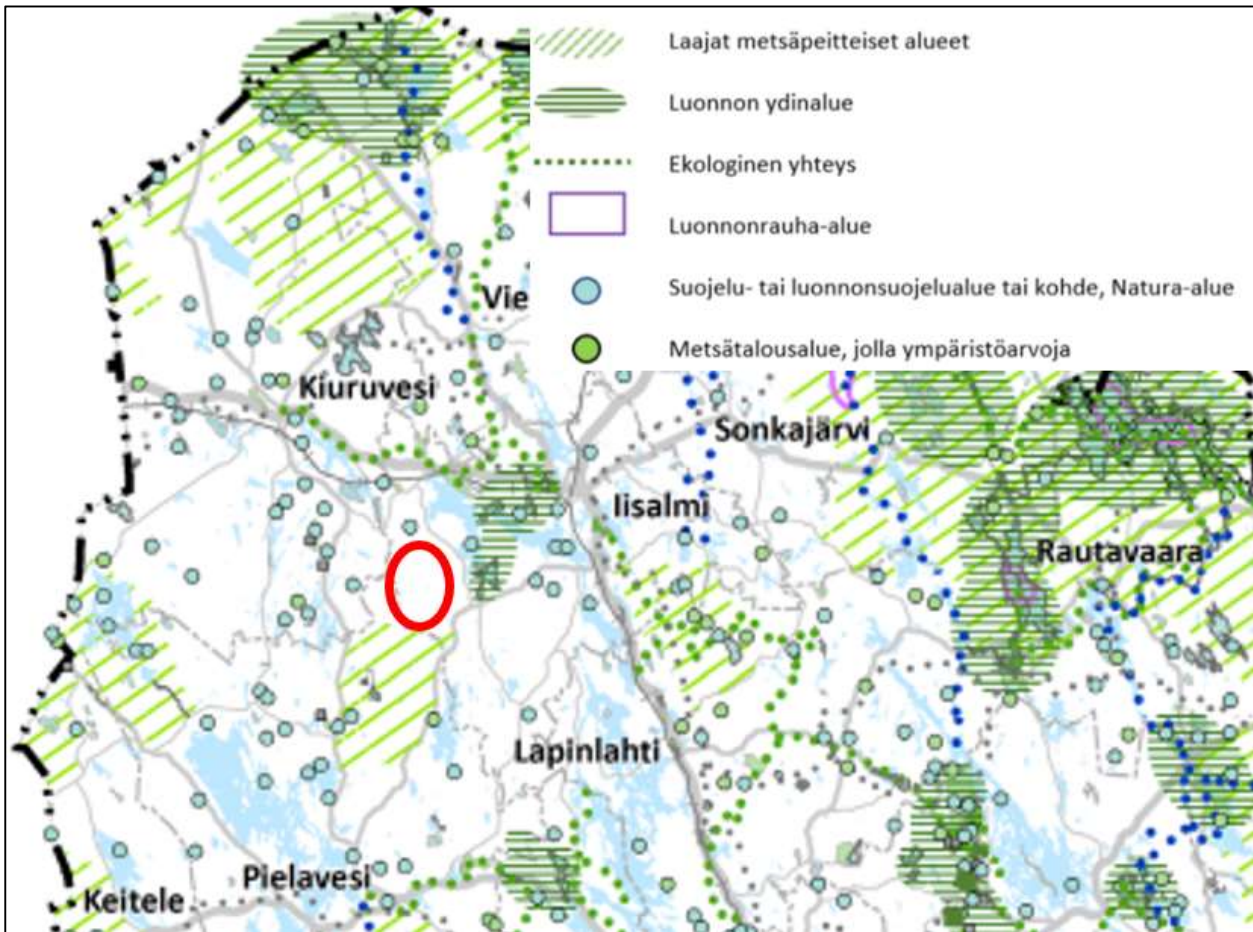 Laajat metsäpeitteiset alueet
Luonnon ydinalue
Ekologinen yhteys
Luonnonrauha-alue
Suojelu- tai luonnonsuojelualue tai kohde, Natura-alue
Metsätalousalue, jolla ympäristöarvoja
Vie
Kiuruvesi
Sonkajärvi
Iisalmi
Rautavaara
Lapinlahti
Pielavesi
Keitele